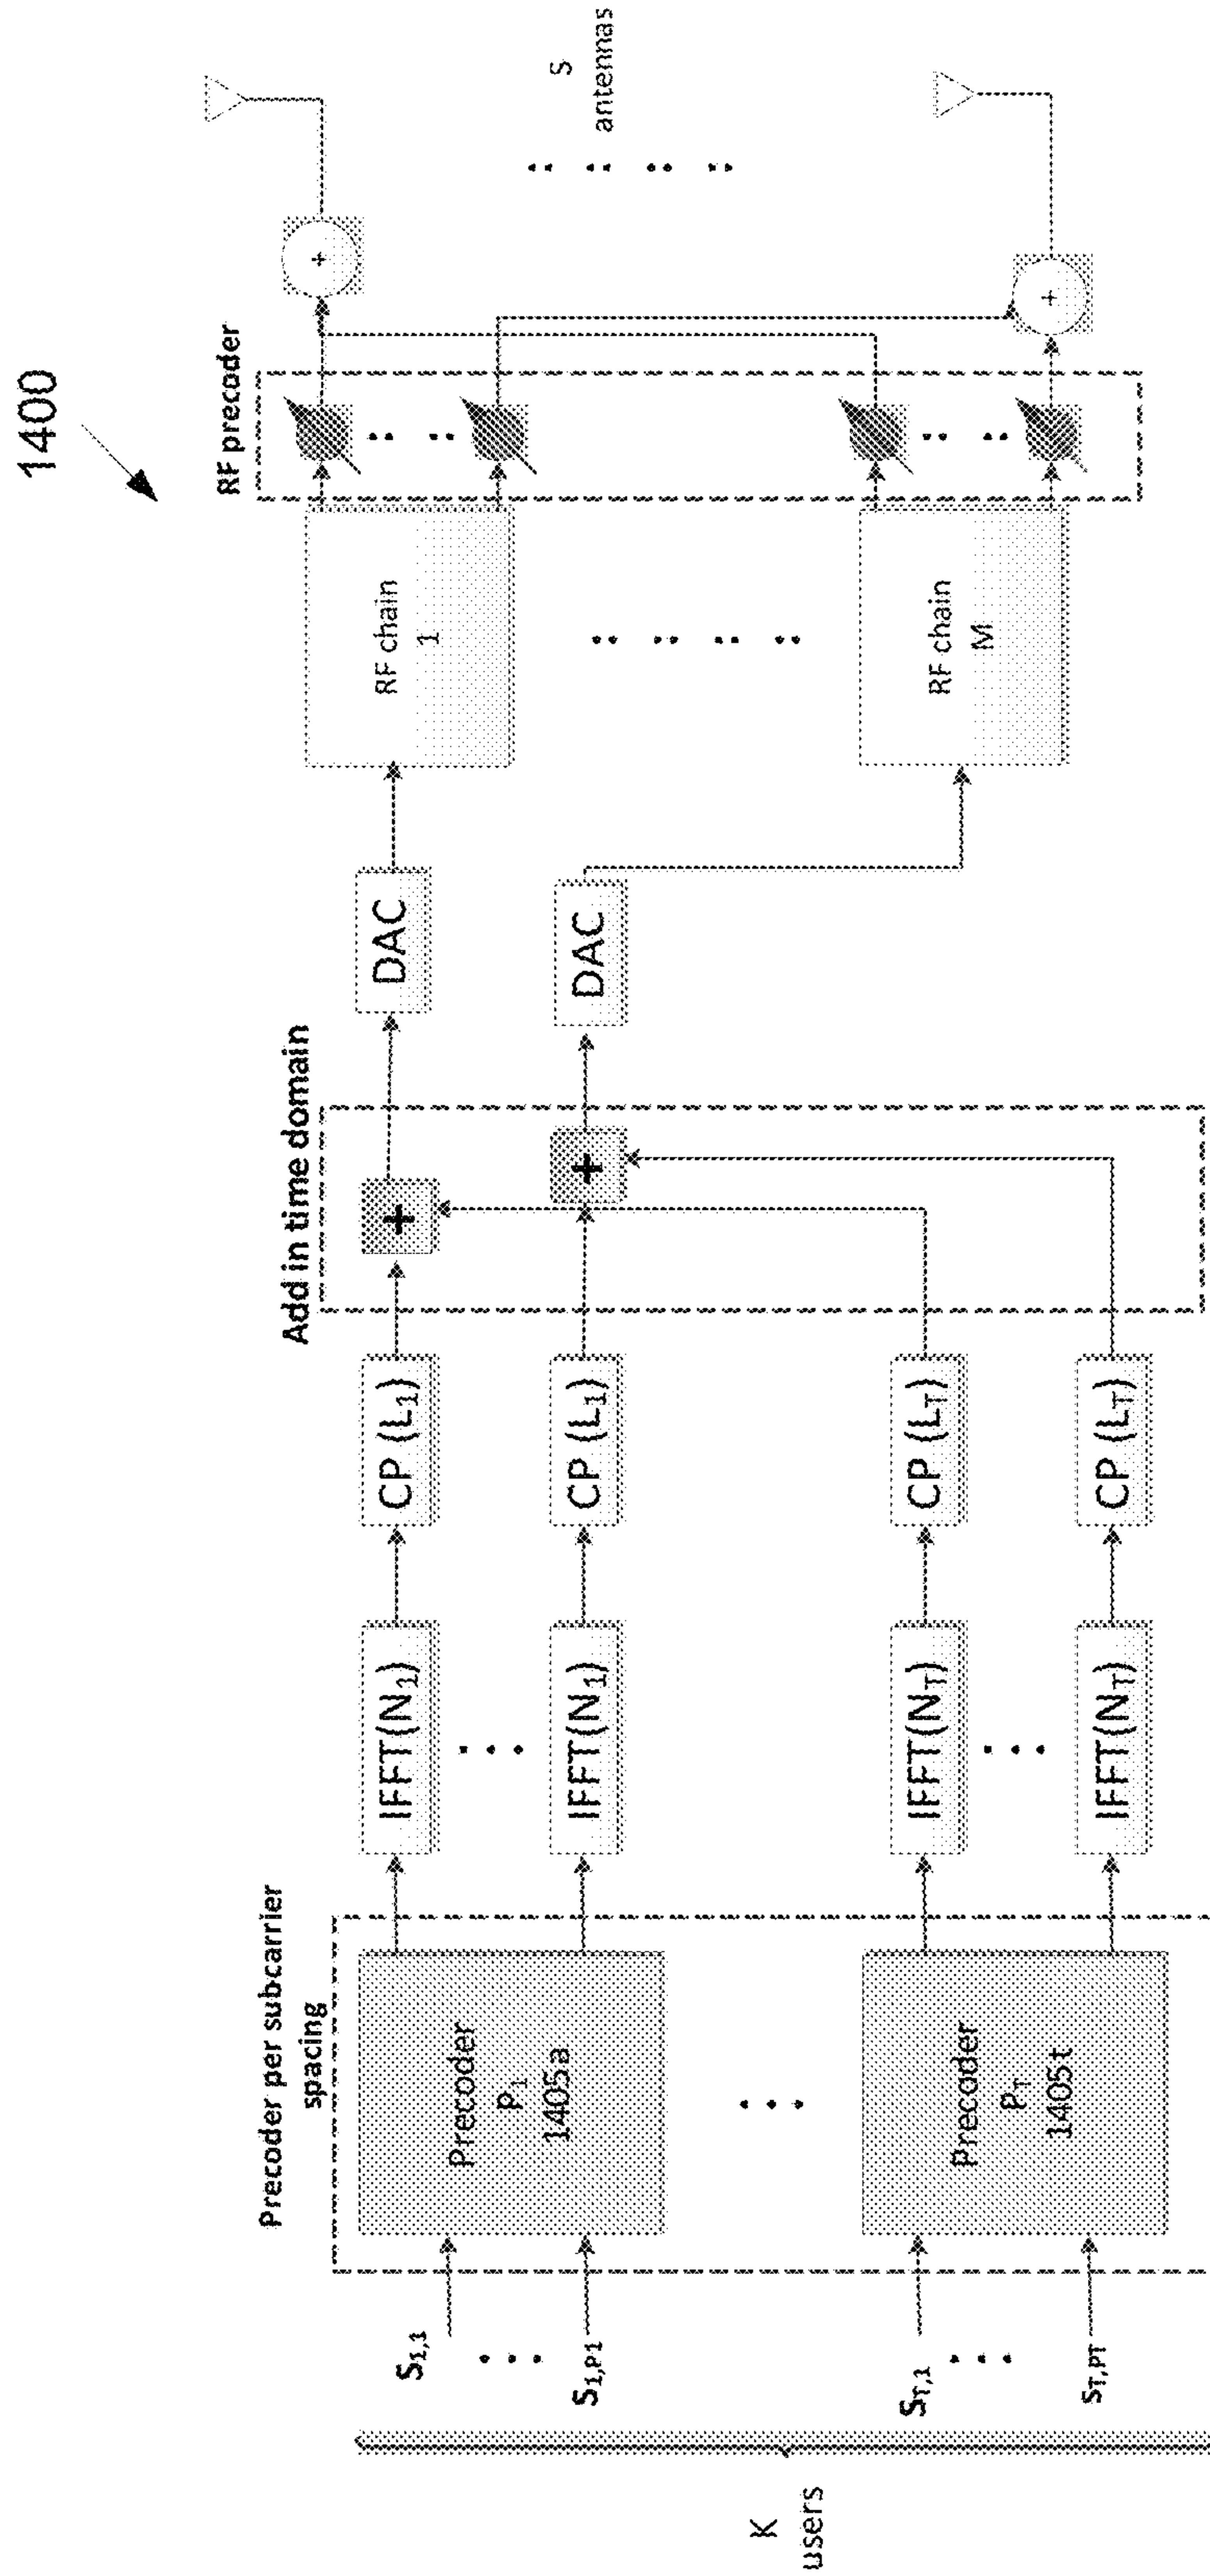 1400
K
users
S1,1
S1,P1
ST,1
ST,PT
Precoder per subcarrier
spacing
Precoder
P1
1405a
Precoder
PT
1405t
IFFT(N1)
IFFT(N1)
IFFT(NT)
IFFT(NT)
CP (L1)
CP (L1)
CP (LT)
CP (LT)
Add in time domain
+
+
DAC
DAC
RF chain
1
RF chain
M
RF precoder
+
+
S
antennas